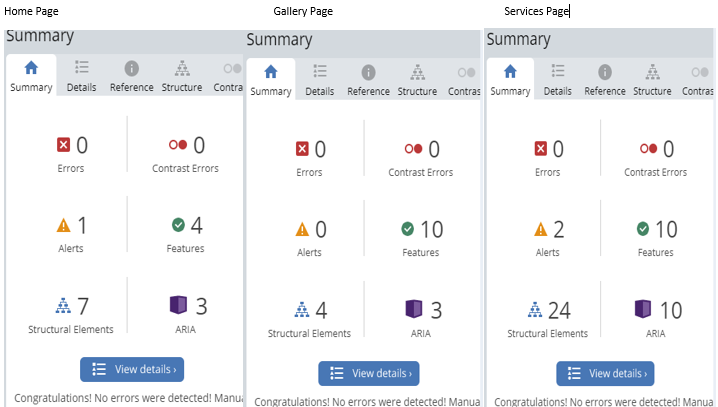 Home Page
Summary
Summary Details Reference Structure Contra
0 0
Errors Contrast Errors
1 4
Alerts Features
7 3
Structural Elements ARIA
View details ›
Congratulations! No errors were detected! Manua
Gallery Page
Summary
Summary Details Reference Structure Contras
0 0
Errors Contrast Errors
0 10
Alerts Features
4 3
Structural Elements ARIA
View details ›
Congratulations! No errors were detected! Manua
Services Page
Summary
Summary Details Reference Structure Contras
0 0
Errors Contrast Errors
2 10
Alerts Features
24 10
Structural Elements ARIA
View details ›
Congratulations! No errors were detected! Manua